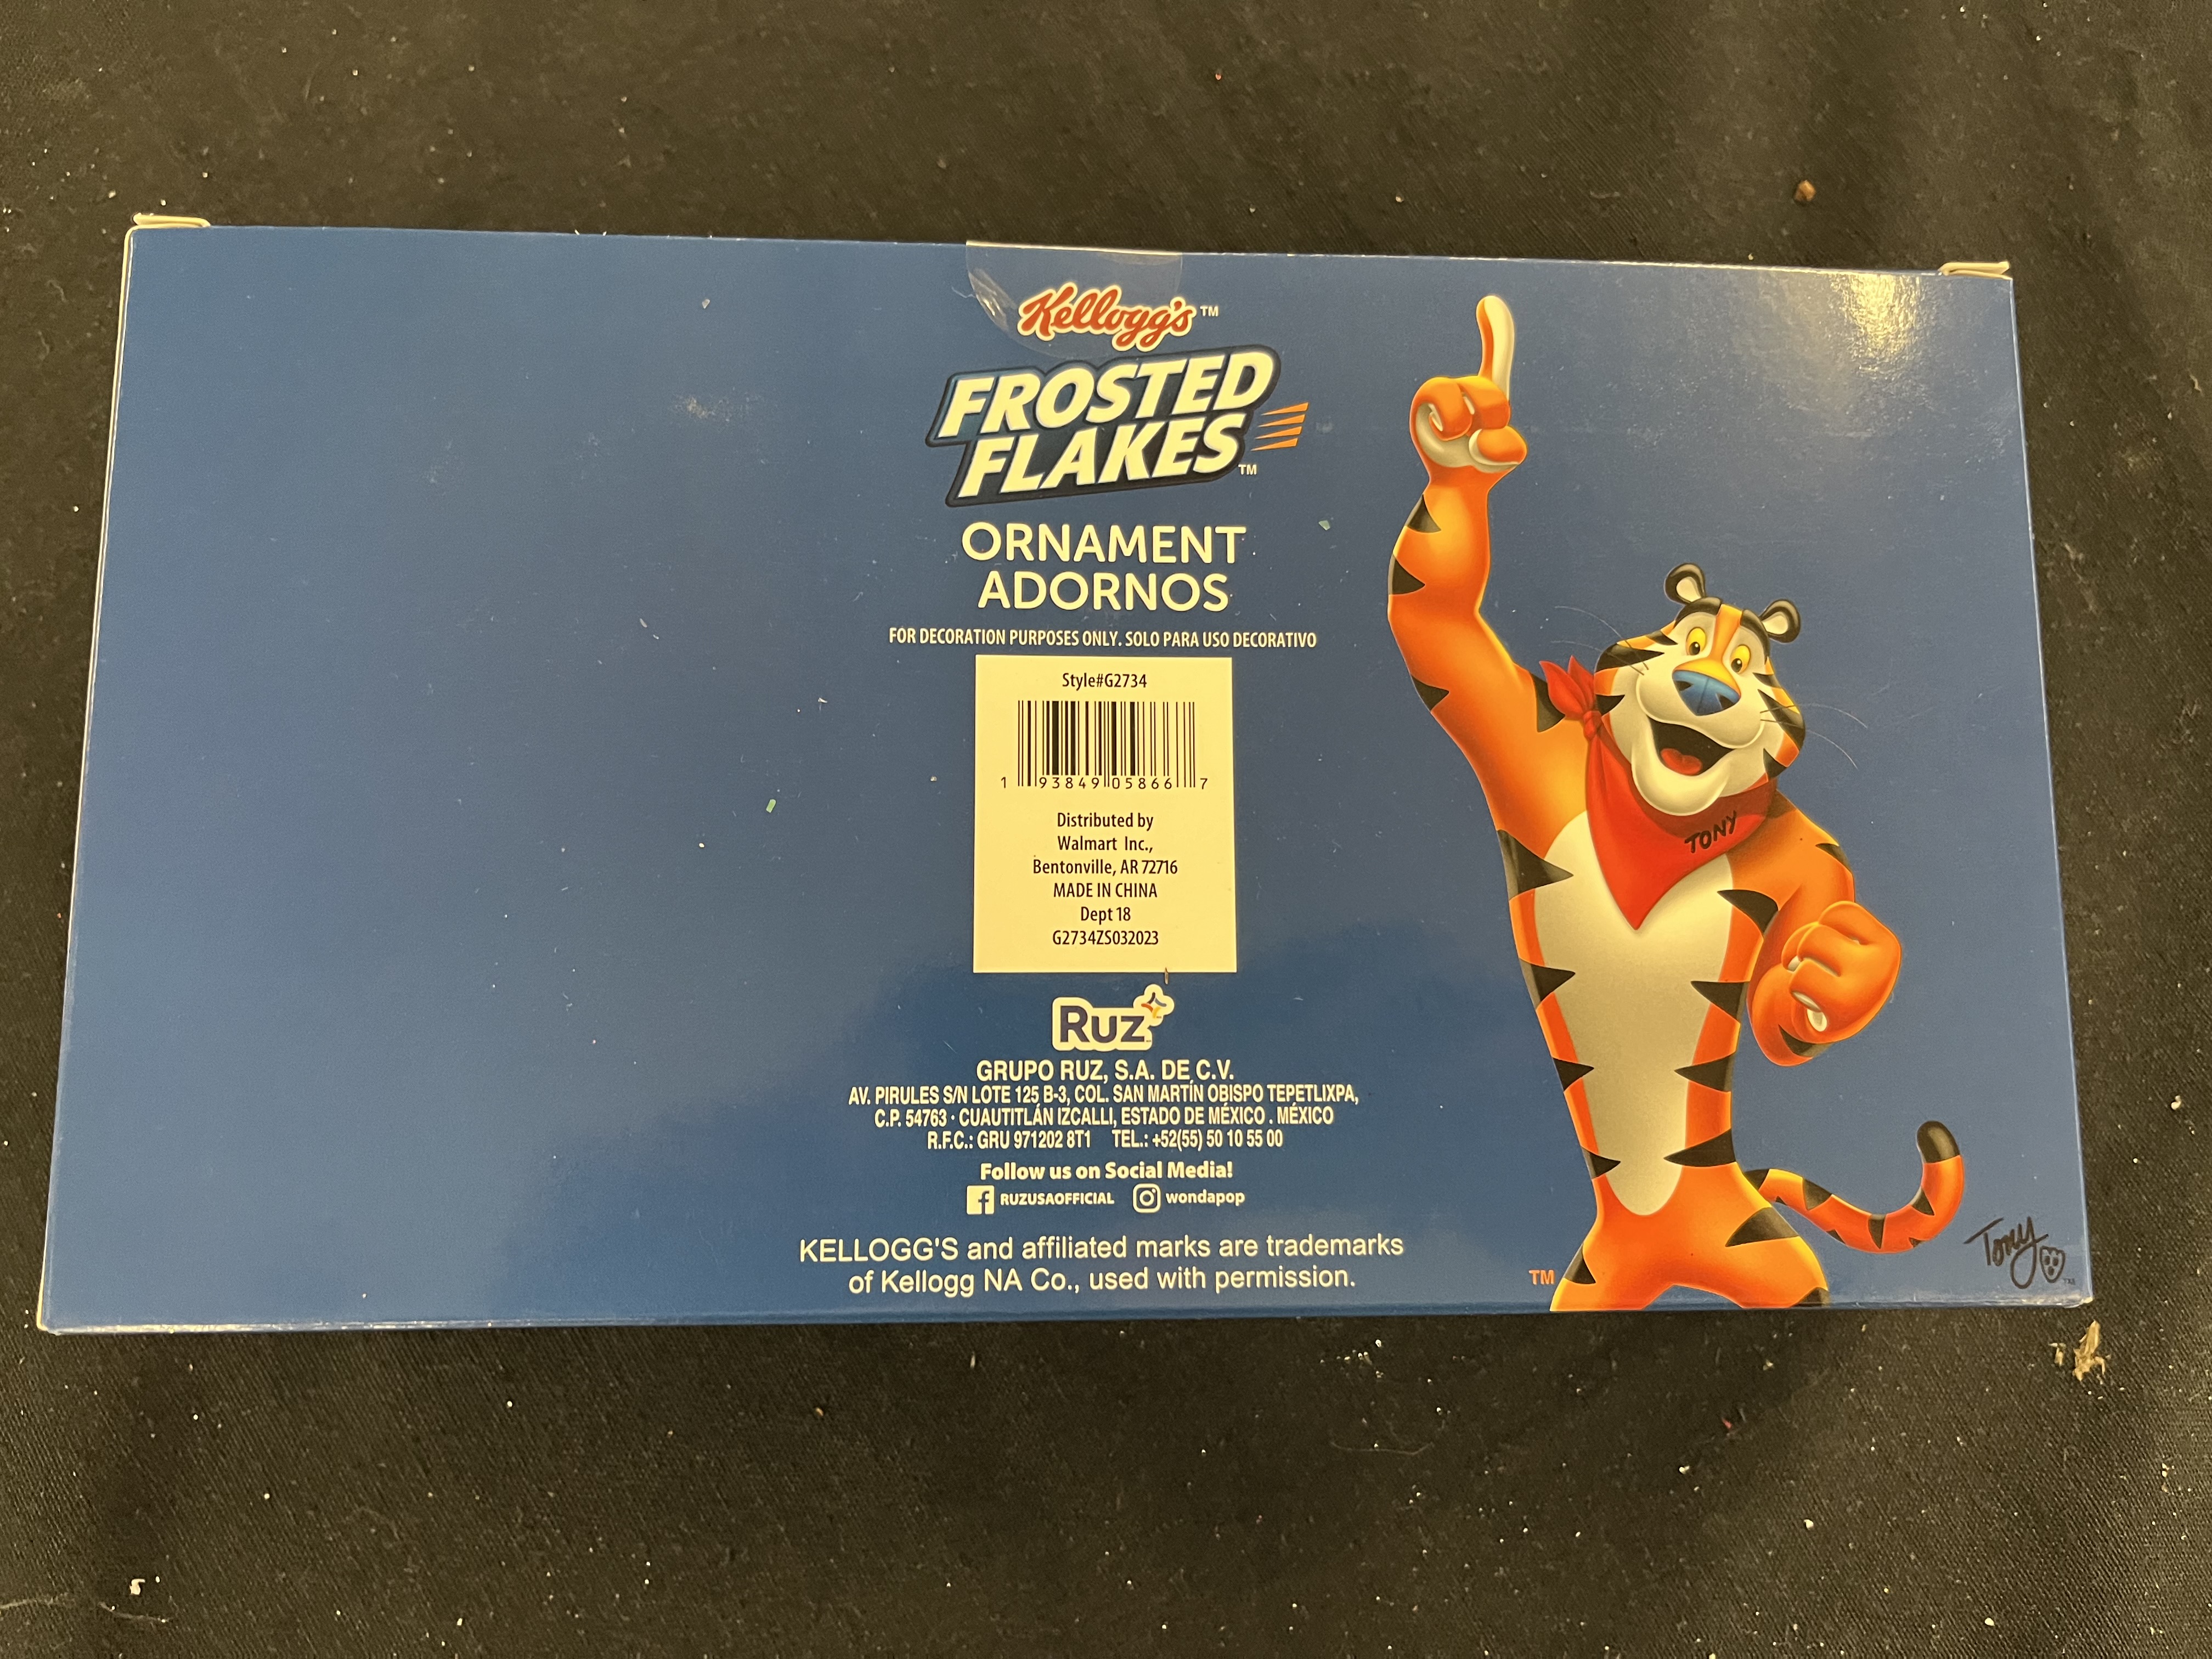 Kellogg's™
FROSTED
FLAKES™
ORNAMENT
ADORNOS
FOR DECORATION PURPOSES ONLY. SOLO PARA USO DECORATIVO
Style#G2734
1 93849 05866 7
Distributed by
Walmart Inc.,
Bentonville, AR 72716
MADE IN CHINA
Dept 18
G2734ZS032023
Ruz
GRUPO RUZ, S.A. DE C.V.
AV. PIRULES S/N LOTE 125 B-3, COL. SAN MARTÍN OBISPO TEPETLIXPA,
C.P. 54763 · CUAUTITLÁN IZCALLI, ESTADO DE MÉXICO . MÉXICO
R.F.C.: GRU 971202 8T1 TEL.: +52(55) 50 10 55 00
Follow us on Social Media!
RUZUSAOFFICIAL wondapop
KELLOGG'S and affiliated marks are trademarks
of Kellogg NA Co., used with permission.
TONY
TM
Tony™